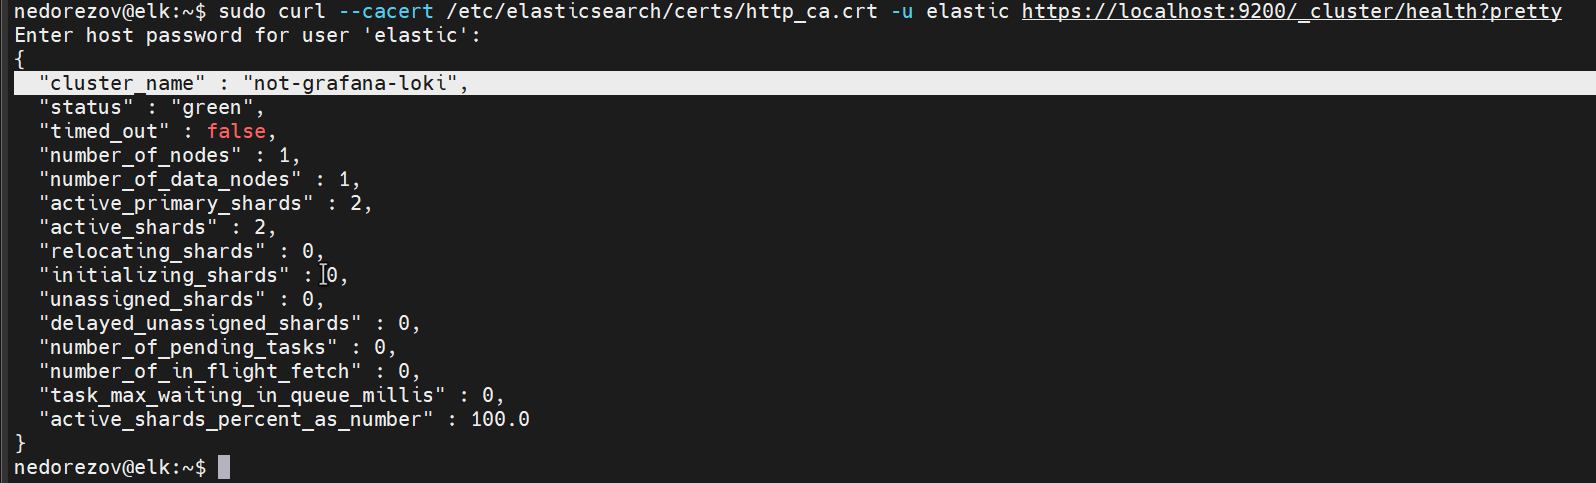 nedorezov@elk:~$ sudo curl --cacert /etc/elasticsearch/certs/http_ca.crt -u elastic https://localhost:9200/_cluster/health?pretty
Enter host password for user 'elastic':
{
  "cluster_name" : "not-grafana-loki",
  "status" : "green",
  "timed_out" : false,
  "number_of_nodes" : 1,
  "number_of_data_nodes" : 1,
  "active_primary_shards" : 2,
  "active_shards" : 2,
  "relocating_shards" : 0,
  "initializing_shards" : 0,
  "unassigned_shards" : 0,
  "delayed_unassigned_shards" : 0,
  "number_of_pending_tasks" : 0,
  "number_of_in_flight_fetch" : 0,
  "task_max_waiting_in_queue_millis" : 0,
  "active_shards_percent_as_number" : 100.0
}
nedorezov@elk:~$